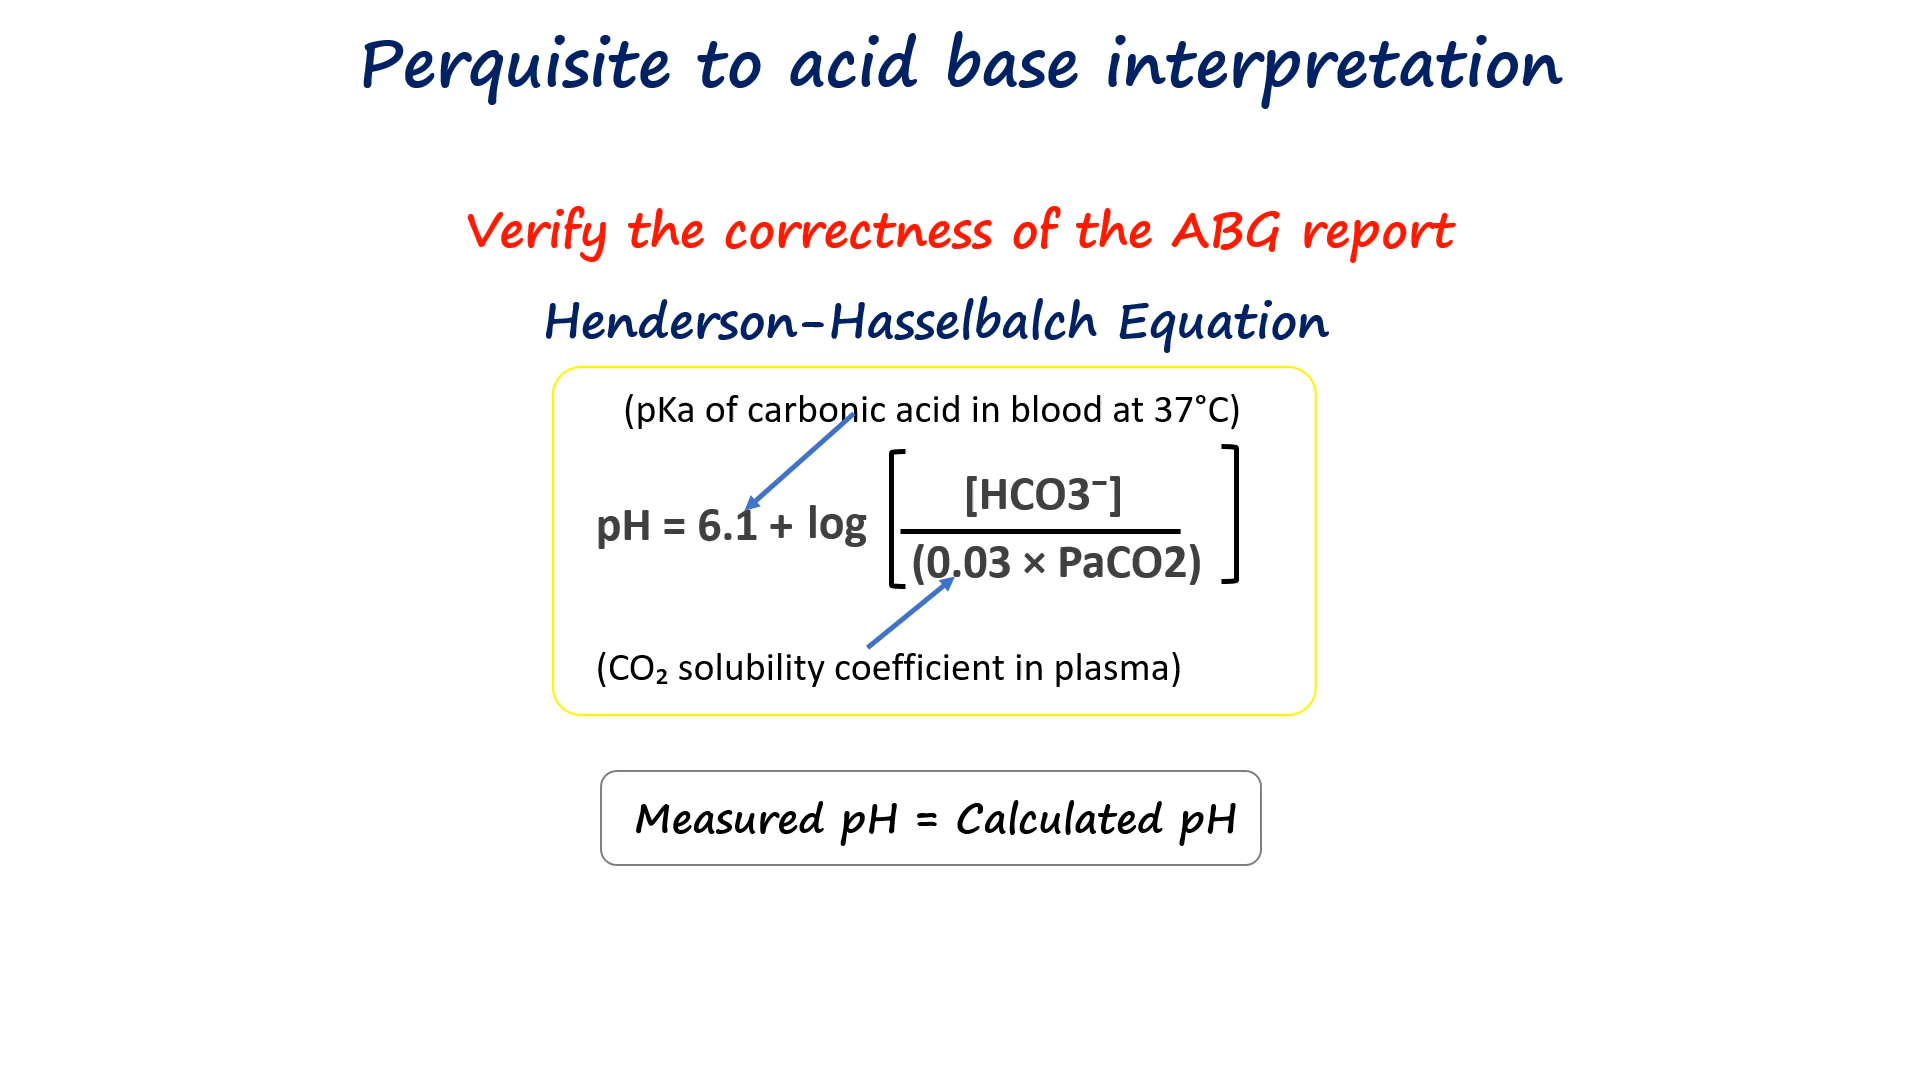 Perquisite to acid base interpretation
Verify the correctness of the ABG report
Henderson-Hasselbalch Equation
(pKa of carbonic acid in blood at 37°C)
[HCO3⁻]
pH = 6.1 + log
(0.03 × PaCO2)
(CO₂ solubility coefficient in plasma)
Measured pH = Calculated pH